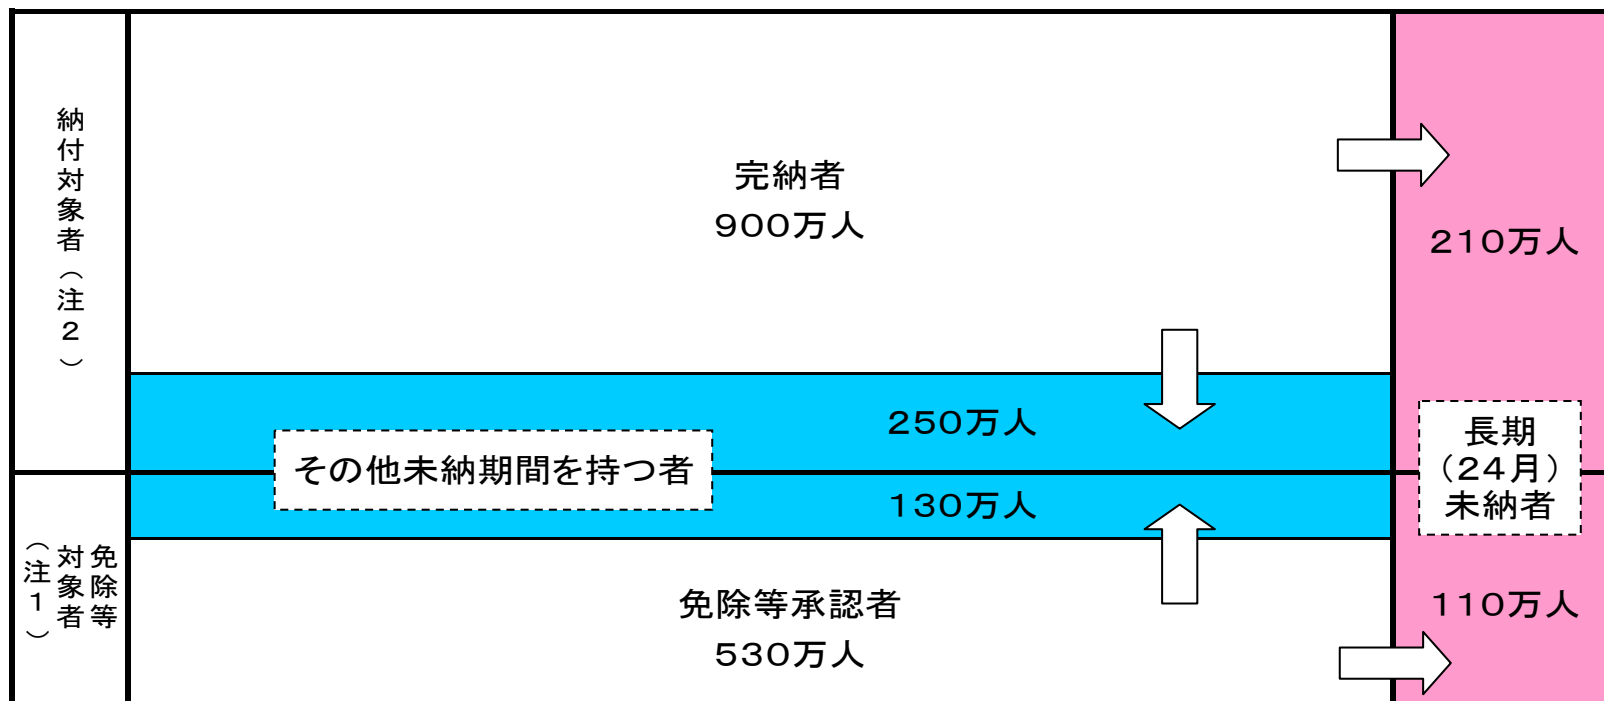 納付対象者（注２）
完納者
９００万人
２１０万人
２５０万人
その他未納期間を持つ者
１３０万人
長期
（２４月）
未納者
免除等
対象者
（注１）
免除等承認者
５３０万人
１１０万人